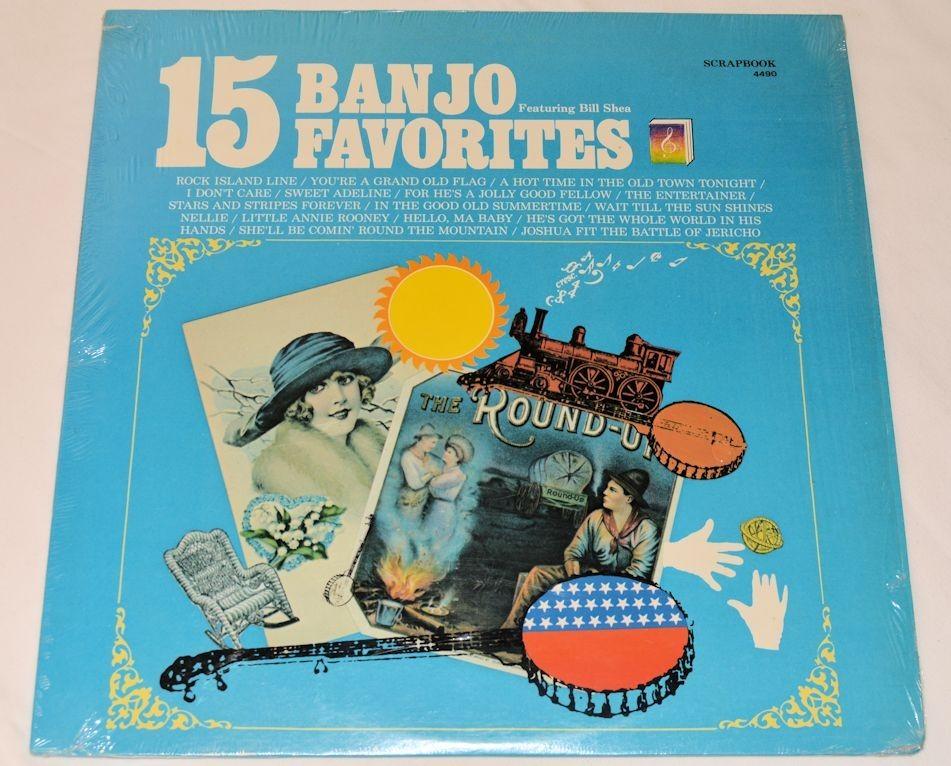 SCRAPBOOK
4490
15 BANJO
Featuring Bill Shea
FAVORITES
ROCK ISLAND LINE / YOU'RE A GRAND OLD FLAG / A HOT TIME IN THE OLD TOWN TONIGHT /
I DON'T CARE / SWEET ADELINE / FOR HE'S A JOLLY GOOD FELLOW / THE ENTERTAINER /
STARS AND STRIPES FOREVER / IN THE GOOD OLD SUMMERTIME / WAIT TILL THE SUN SHINES
NELLIE / LITTLE ANNIE ROONEY / HELLO, MA BABY / HE'S GOT THE WHOLE WORLD IN HIS
HANDS / SHE'LL BE COMIN' ROUND THE MOUNTAIN / JOSHUA FIT THE BATTLE OF JERICHO
cresc.
THE ROUND-U
Round-Up